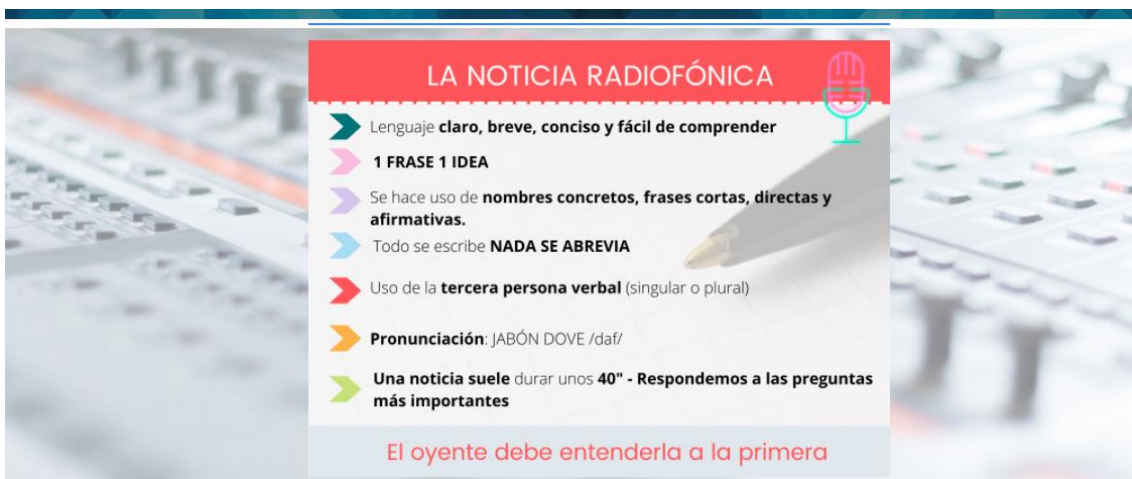 LA NOTICIA RADIOFÓNICA
Lenguaje claro, breve, conciso y fácil de comprender
1 FRASE 1 IDEA
Se hace uso de nombres concretos, frases cortas, directas y
afirmativas.
Todo se escribe NADA SE ABREVIA
Uso de la tercera persona verbal (singular o plural)
Pronunciación: JABÓN DOVE /daf/
Una noticia suele durar unos 40" - Respondemos a las preguntas
más importantes
El oyente debe entenderla a la primera